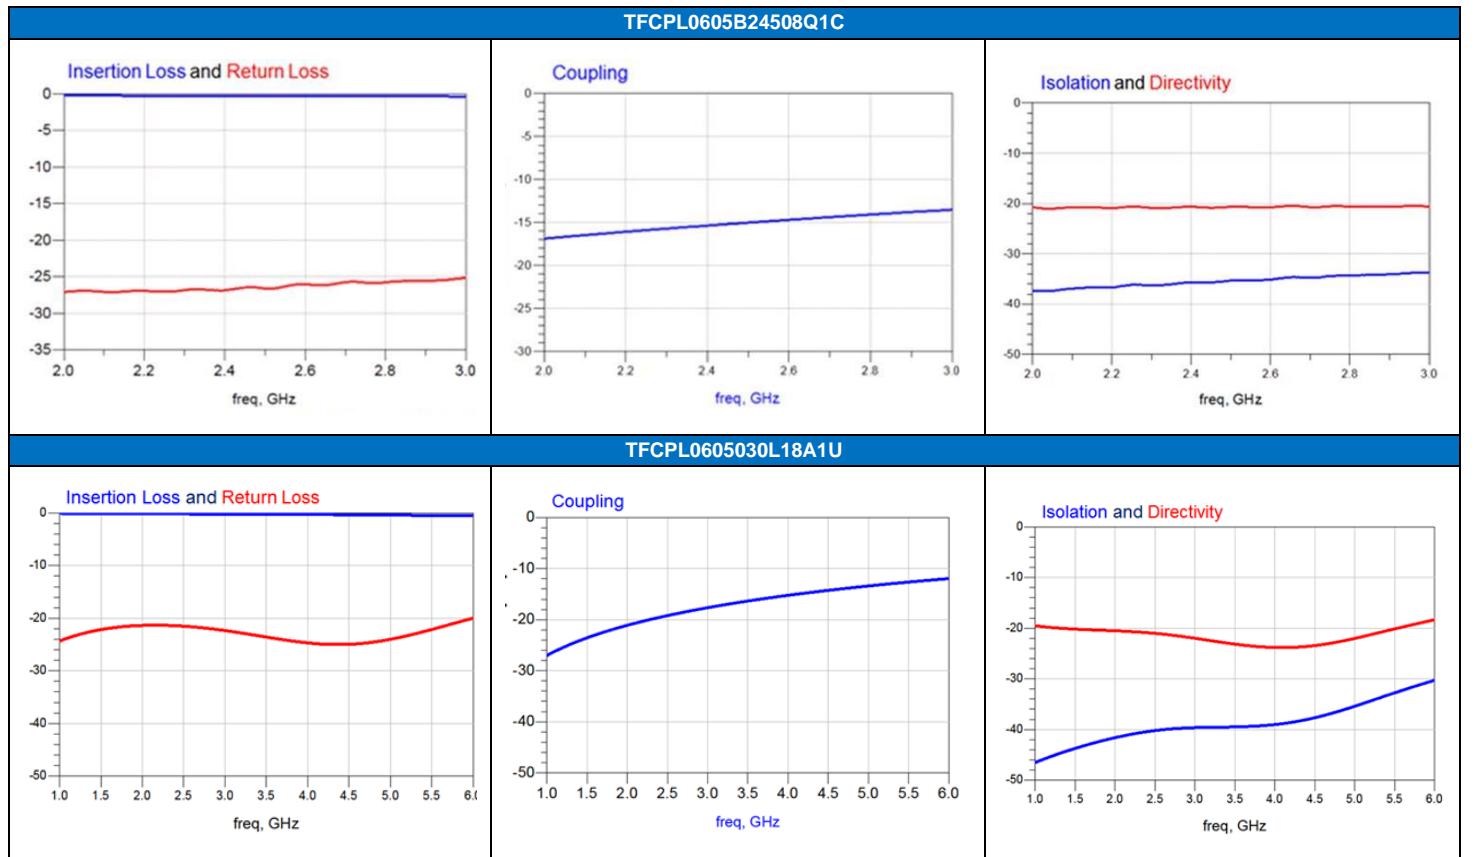 TFCPL0605B24508Q1C
Insertion Loss and Return Loss
0
-5
-10
-15
-20
-25
-30
-35
2.0 2.2 2.4 2.6 2.8 3.0
freq, GHz
Coupling
0
-5
-10
-15
-20
-25
-30
2.0 2.2 2.4 2.6 2.8 3.0
freq, GHz
Isolation and Directivity
0
-10
-20
-30
-40
-50
2.0 2.2 2.4 2.6 2.8 3.0
freq, GHz
TFCPL0605030L18A1U
Insertion Loss and Return Loss
0
-10
-20
-30
-40
-50
1.0 1.5 2.0 2.5 3.0 3.5 4.0 4.5 5.0 5.5 6.0
freq, GHz
Coupling
0
-10
-20
-30
-40
-50
1.0 1.5 2.0 2.5 3.0 3.5 4.0 4.5 5.0 5.5 6.0
freq, GHz
Isolation and Directivity
0
-10
-20
-30
-40
-50
1.0 1.5 2.0 2.5 3.0 3.5 4.0 4.5 5.0 5.5 6.0
freq, GHz